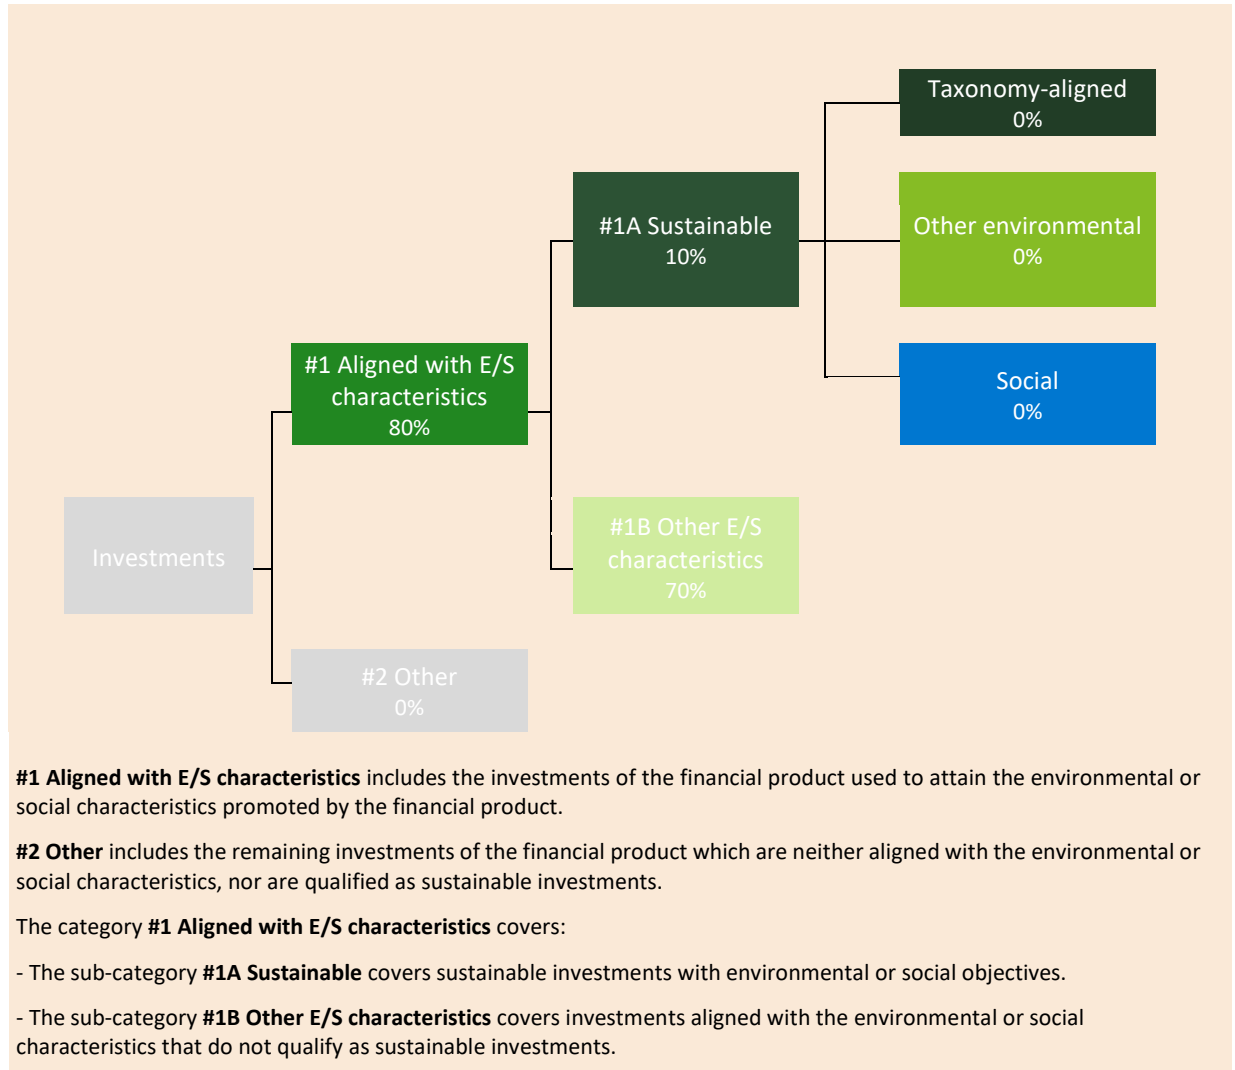 Taxonomy-aligned
0%
#1A Sustainable
10%
Other environmental
0%
#1 Aligned with E/S
characteristics
80%
Social
0%
Investments
#1B Other E/S
characteristics
70%
#2 Other
0%
#1 Aligned with E/S characteristics includes the investments of the financial product used to attain the environmental or
social characteristics promoted by the financial product.
#2 Other includes the remaining investments of the financial product which are neither aligned with the environmental or
social characteristics, nor are qualified as sustainable investments.
The category #1 Aligned with E/S characteristics covers:
- The sub-category #1A Sustainable covers sustainable investments with environmental or social objectives.
- The sub-category #1B Other E/S characteristics covers investments aligned with the environmental or social
characteristics that do not qualify as sustainable investments.